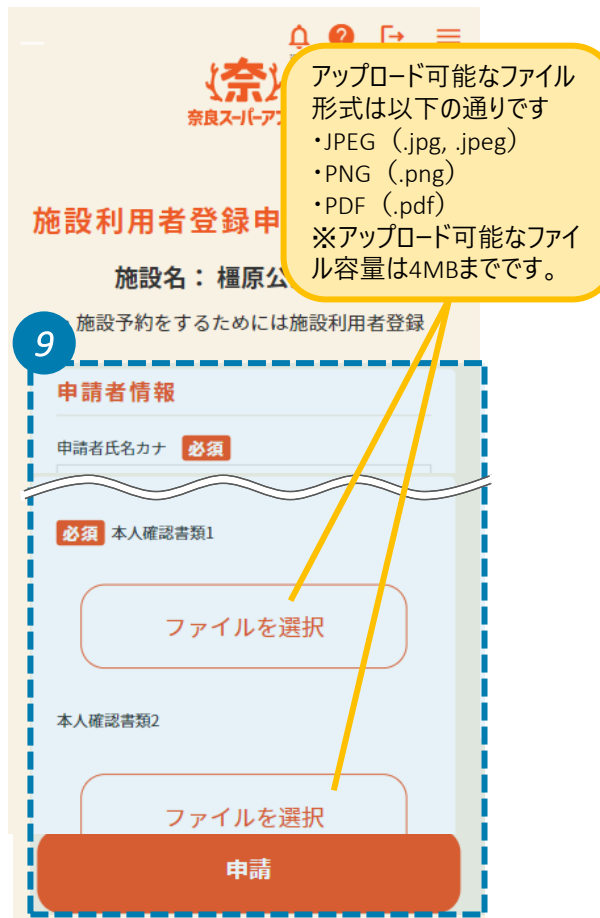 奈
奈良スーパーア
アップロード可能なファイル
形式は以下の通りです
・JPEG（.jpg, .jpeg）
・PNG（.png）
・PDF（.pdf）
※アップロード可能なファイ
ル容量は4MBまでです。
施設利用者登録申
施設名： 橿原公
施設予約をするためには施設利用者登録
9
申請者情報
申請者氏名カナ 必須
必須 本人確認書類1
ファイルを選択
本人確認書類2
ファイルを選択
申請